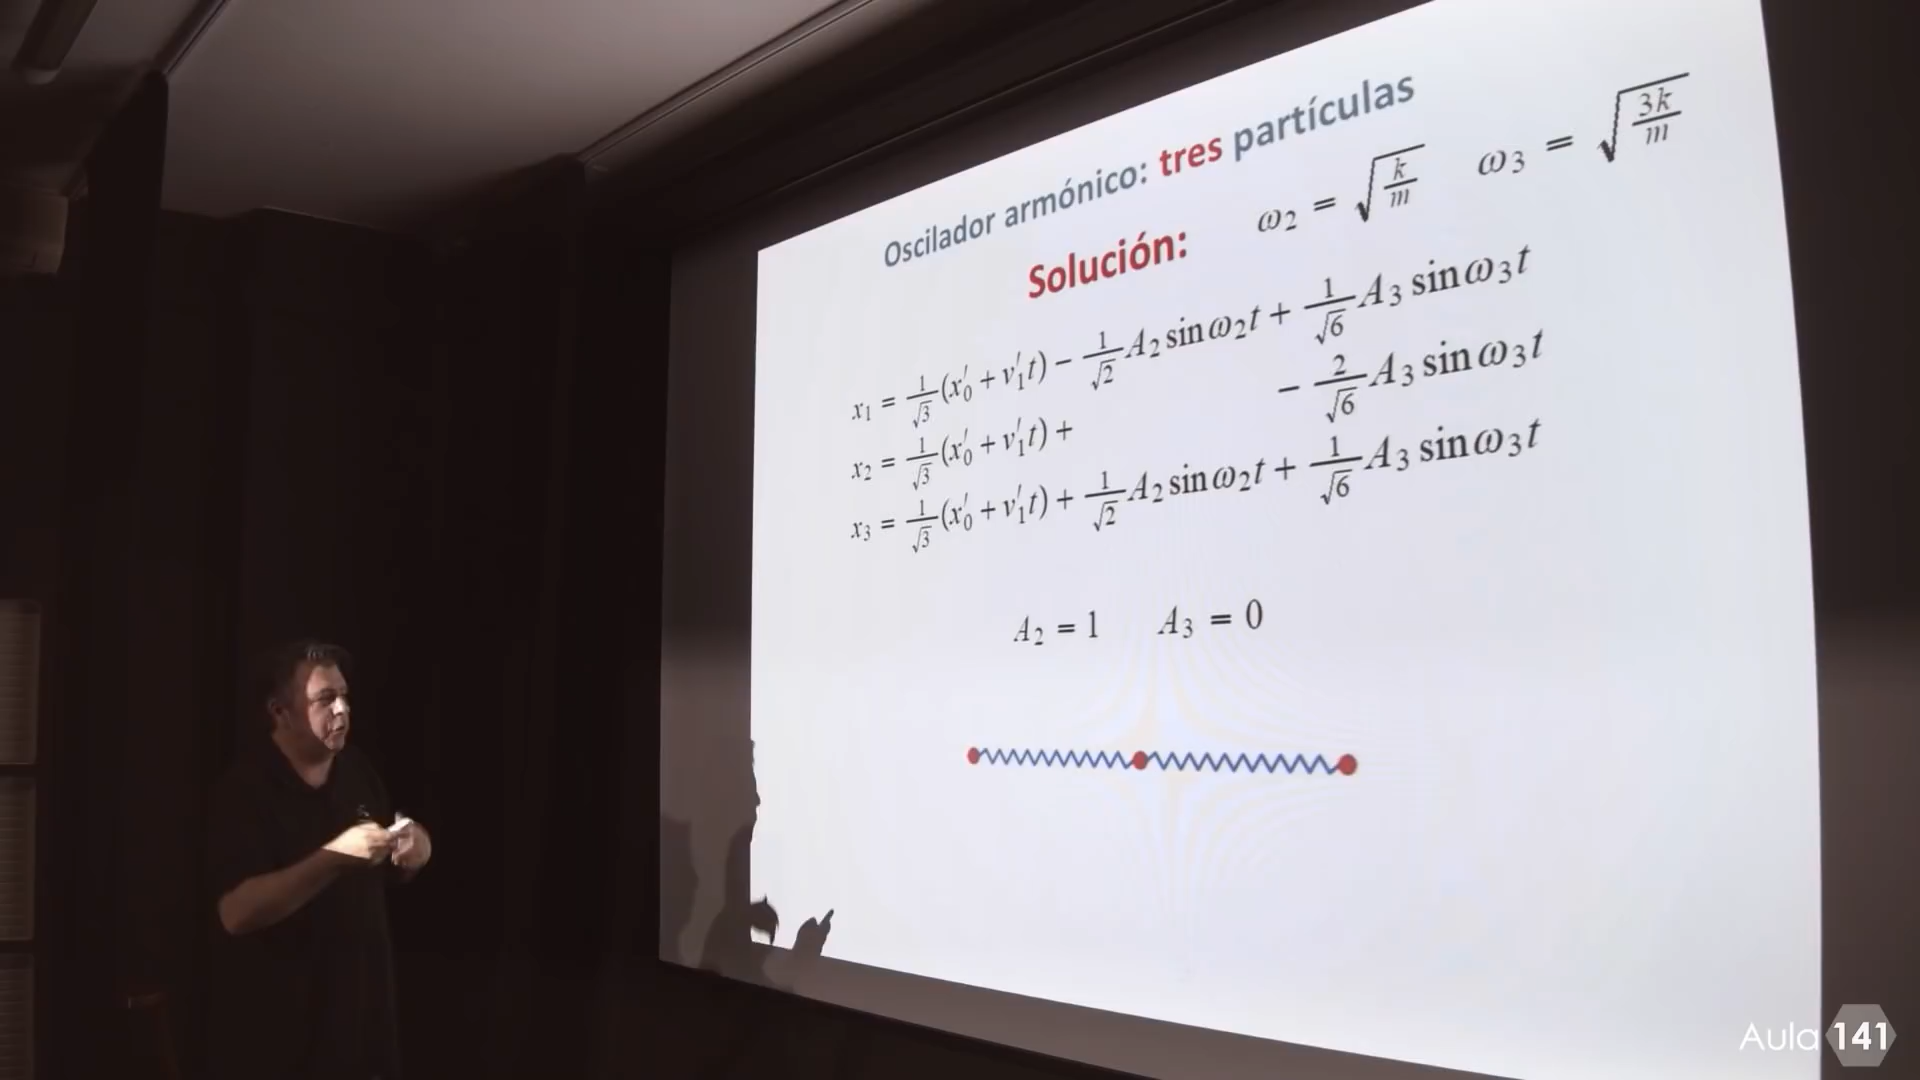 Oscilador armónico: tres partículas
Solución: ω₂ = √(k/m) ω₃ = √(3k/m)
x₁ = 1/√3 (x′₀ + v′₁t) − 1/√2 A₂ sin ω₂t + 1/√6 A₃ sin ω₃t
x₂ = 1/√3 (x′₀ + v′₁t) + − 2/√6 A₃ sin ω₃t
x₃ = 1/√3 (x′₀ + v′₁t) + 1/√2 A₂ sin ω₂t + 1/√6 A₃ sin ω₃t
A₂ = 1 A₃ = 0
Aula 141